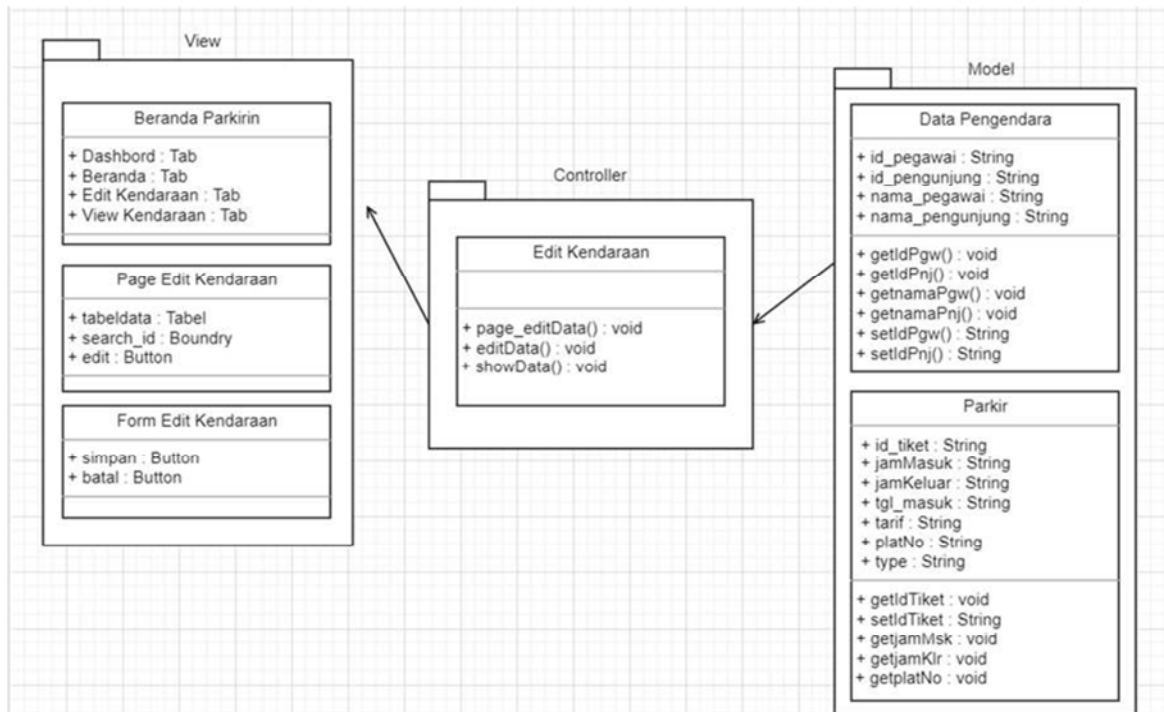 View
Beranda Parkirin
+ Dashbord : Tab
+ Beranda : Tab
+ Edit Kendaraan : Tab
+ View Kendaraan : Tab
Page Edit Kendaraan
+ tabeldata : Tabel
+ search_id : Boundry
+ edit : Button
Form Edit Kendaraan
+ simpan : Button
+ batal : Button
Controller
Edit Kendaraan
+ page_editData() : void
+ editData() : void
+ showData() : void
Model
Data Pengendara
+ id_pegawai : String
+ id_pengunjung : String
+ nama_pegawai : String
+ nama_pengunjung : String
+ getIdPgw() : void
+ getIdPnj() : void
+ getnamaPgw() : void
+ getnamaPnj() : void
+ setIdPgw() : String
+ setIdPnj() : String
Parkir
+ id_tiket : String
+ jamMasuk : String
+ jamKeluar : String
+ tgl_masuk : String
+ tarif : String
+ platNo : String
+ type : String
+ getIdTiket : void
+ setIdTiket : String
+ getjamMsk : void
+ getjamKlr : void
+ getplatNo : void